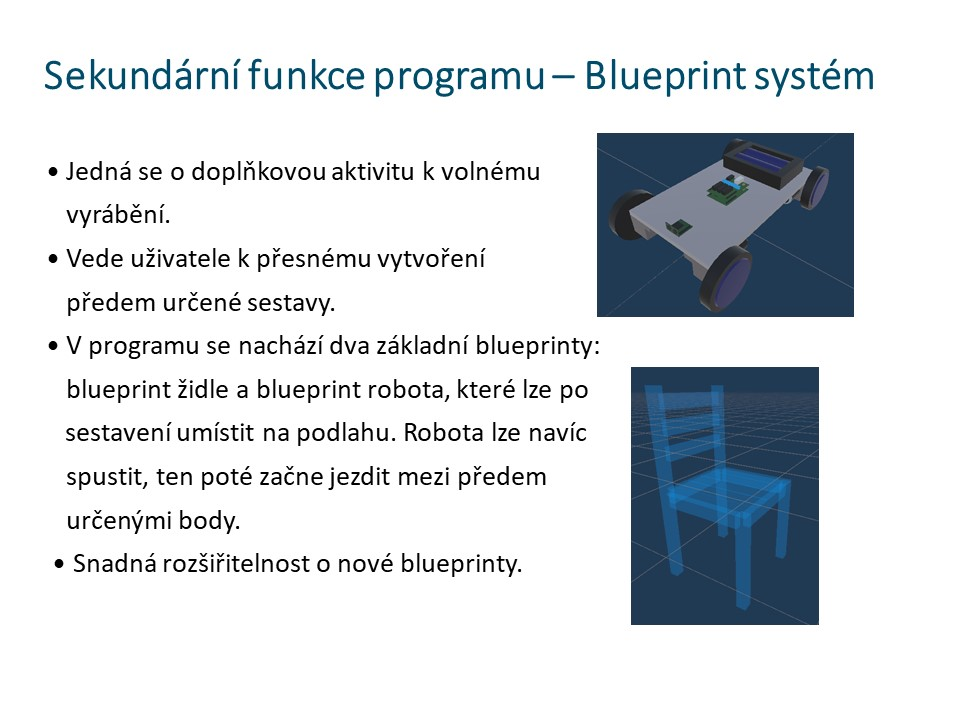 Sekundární funkce programu – Blueprint systém
• Jedná se o doplňkovou aktivitu k volnému
vyrábění.
• Vede uživatele k přesnému vytvoření
předem určené sestavy.
• V programu se nachází dva základní blueprinty:
blueprint židle a blueprint robota, které lze po
sestavení umístit na podlahu. Robota lze navíc
spustit, ten poté začne jezdit mezi předem
určenými body.
• Snadná rozšiřitelnost o nové blueprinty.